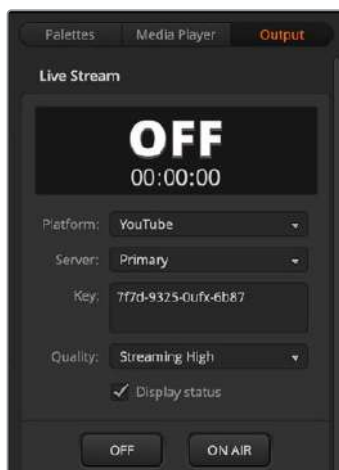 Palettes Media Player Output
Live Stream
OFF
00:00:00
Platform: YouTube
Server: Primary
Key: 7f7d-9325-0ufx-6b87
Quality: Streaming High
Display status
OFF ON AIR